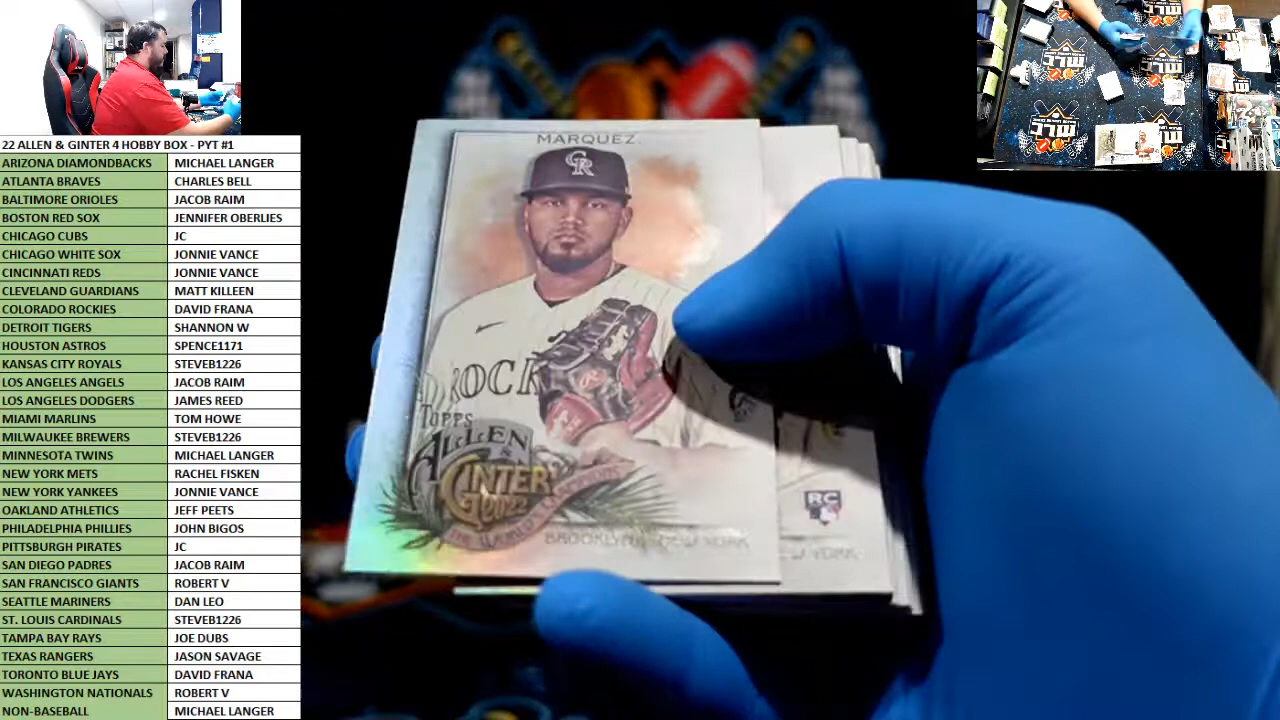 22 ALLEN & GINTER 4 HOBBY BOX - PYT #1
ARIZONA DIAMONDBACKS MICHAEL LANGER
ATLANTA BRAVES CHARLES BELL
BALTIMORE ORIOLES JACOB RAIM
BOSTON RED SOX JENNIFER OBERLIES
CHICAGO CUBS JC
CHICAGO WHITE SOX JONNIE VANCE
CINCINNATI REDS JONNIE VANCE
CLEVELAND GUARDIANS MATT KILLEEN
COLORADO ROCKIES DAVID FRANA
DETROIT TIGERS SHANNON W
HOUSTON ASTROS SPENCE1171
KANSAS CITY ROYALS STEVEB1226
LOS ANGELES ANGELS JACOB RAIM
LOS ANGELES DODGERS JAMES REED
MIAMI MARLINS TOM HOWE
MILWAUKEE BREWERS STEVEB1226
MINNESOTA TWINS MICHAEL LANGER
NEW YORK METS RACHEL FISKEN
NEW YORK YANKEES JONNIE VANCE
OAKLAND ATHLETICS JEFF PEETS
PHILADELPHIA PHILLIES JOHN BIGOS
PITTSBURGH PIRATES JC
SAN DIEGO PADRES JACOB RAIM
SAN FRANCISCO GIANTS ROBERT V
SEATTLE MARINERS DAN LEO
ST. LOUIS CARDINALS STEVEB1226
TAMPA BAY RAYS JOE DUBS
TEXAS RANGERS JASON SAVAGE
TORONTO BLUE JAYS DAVID FRANA
WASHINGTON NATIONALS ROBERT V
NON-BASEBALL MICHAEL LANGER
MARQUEZ
CR
ROCK
TOPPS
ALLEN &
GINTER
2022
BROOKLYN, NEW YORK
RC